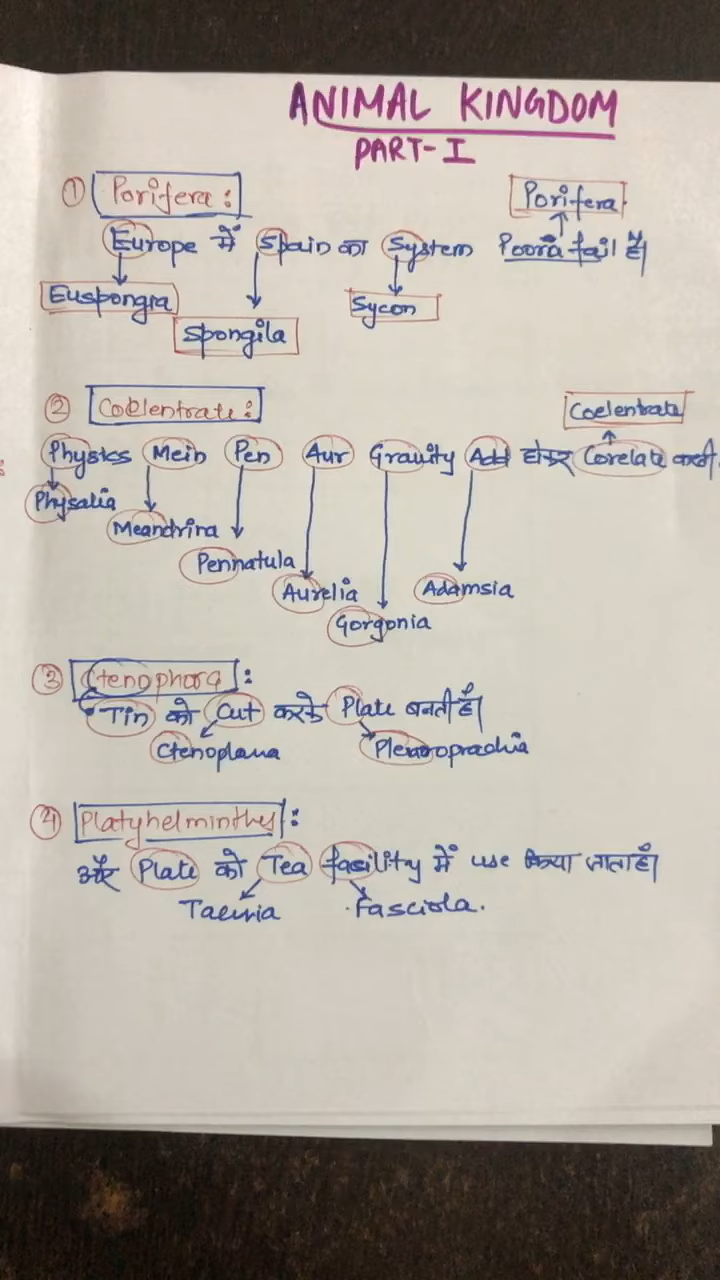 ANIMAL KINGDOM
PART-I
① Porifera :
Porifera
Europe में Spain का System Poora fail है।
Euspongia
Spongila
Sycon
② Coelentrate :
Coelentrate
Physics Mein Pen Aur Gravity Add होकर Corelate करती
Physalia
Meandrina
Pennatula
Aurelia
Adamsia
Gorgonia
③ Ctenophora :
Tin को Cut करके Plate बनती है।
Ctenoplana
④ Platyhelminthes :
और Plate को Tea facility में use किया जाता है।
Taenia
Fasciola.